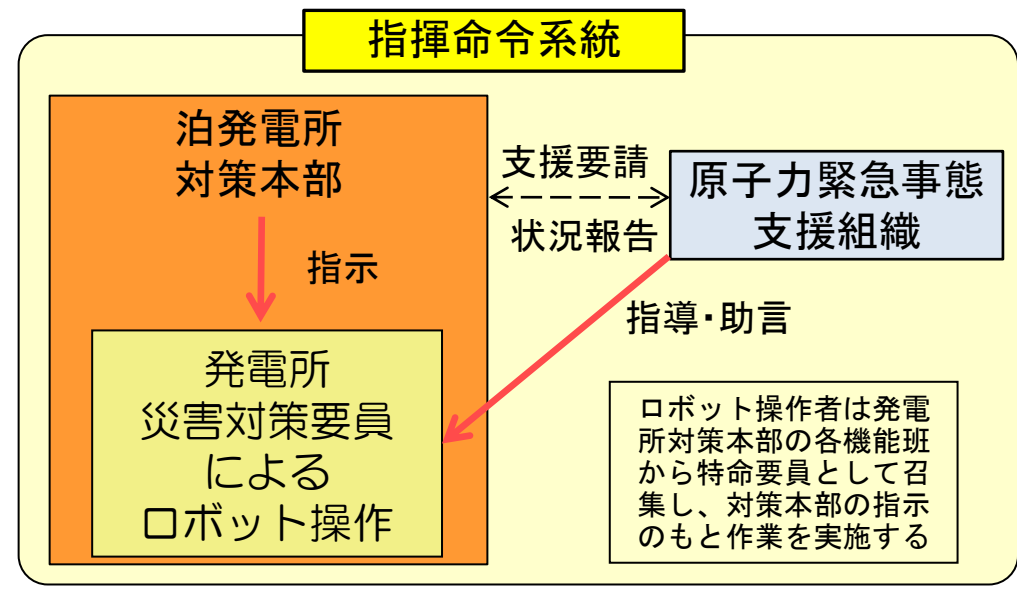 指揮命令系統
泊発電所
対策本部
指示
発電所
災害対策要員
による
ロボット操作
支援要請
状況報告
原子力緊急事態
支援組織
指導・助言
ロボット操作者は発電
所対策本部の各機能班
から特命要員として召
集し、対策本部の指示
のもと作業を実施する